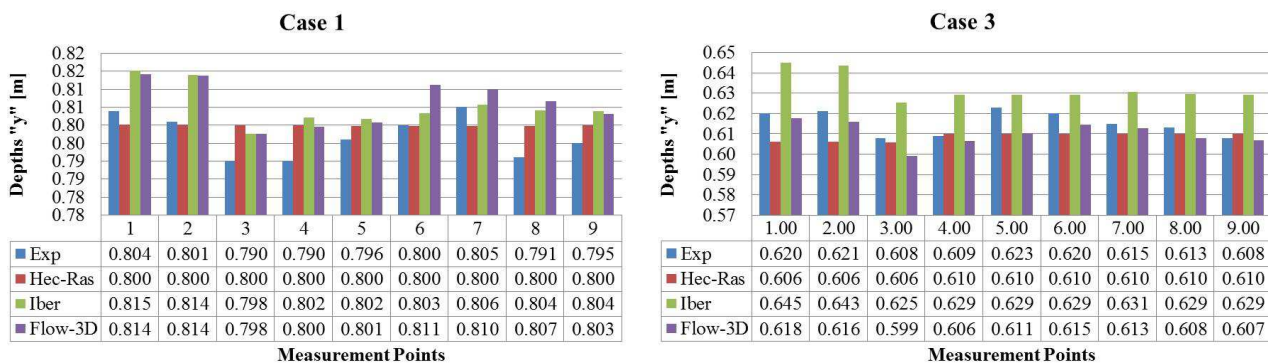 Case 1
Depths "y" [m]
0.82
0.82
0.81
0.81
0.80
0.80
0.79
0.79
0.78
0.78
1 2 3 4 5 6 7 8 9
Exp 0.804 0.801 0.790 0.790 0.796 0.800 0.805 0.791 0.795
Hec-Ras 0.800 0.800 0.800 0.800 0.800 0.800 0.800 0.800 0.800
Iber 0.815 0.814 0.798 0.802 0.802 0.803 0.806 0.804 0.804
Flow-3D 0.814 0.814 0.798 0.800 0.801 0.811 0.810 0.807 0.803
Measurement Points
Case 3
Depths "y" [m]
0.65
0.64
0.63
0.61
0.60
0.59
0.58
0.57
1.00 2.00 3.00 4.00 5.00 6.00 7.00 8.00 9.00
Exp 0.620 0.621 0.608 0.609 0.623 0.620 0.615 0.613 0.608
Hec-Ras 0.606 0.606 0.606 0.610 0.610 0.610 0.610 0.610 0.610
Iber 0.645 0.643 0.625 0.629 0.629 0.629 0.631 0.629 0.629
Flow-3D 0.618 0.616 0.599 0.606 0.611 0.615 0.613 0.608 0.607
Measurement Points